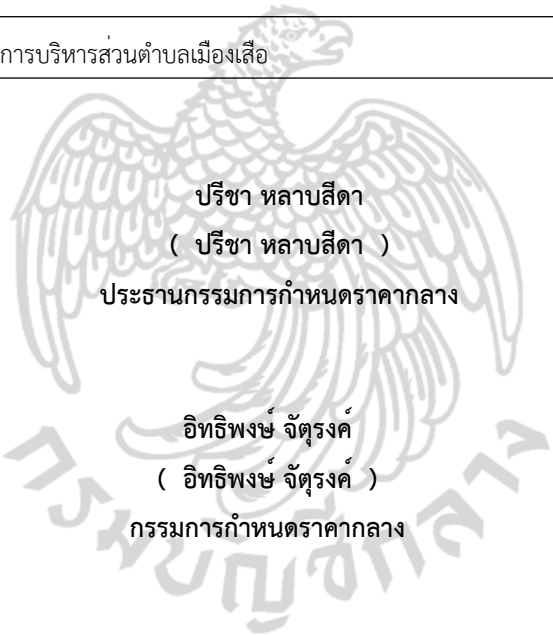 การบริหารส่วนตำบลเมืองเสือ
ปรีชา หลาบสีดา
( ปรีชา หลาบสีดา )
ประธานกรรมการกำหนดราคากลาง
อิทธิพงษ์ จัตุรงค์
( อิทธิพงษ์ จัตุรงค์ )
กรรมการกำหนดราคากลาง
กรมบัญชีกลาง